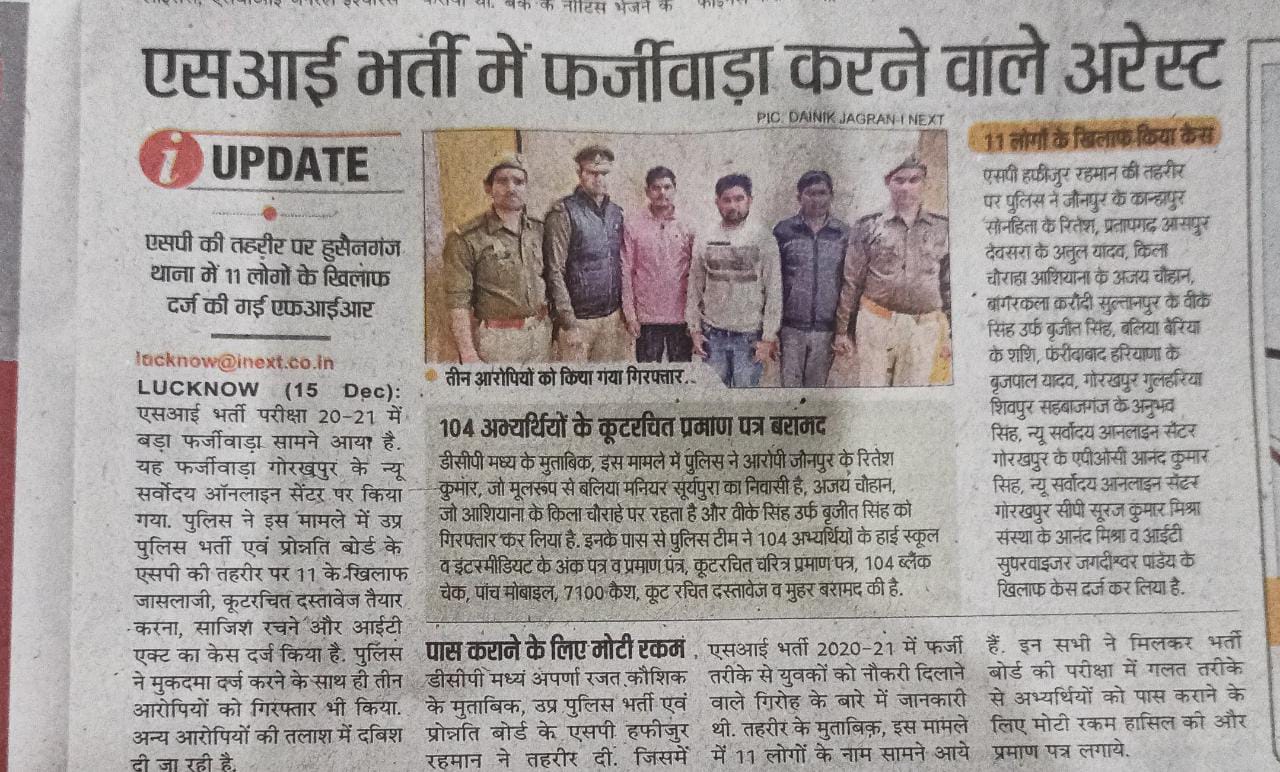 बैंक के नोटिस भेजने के
एसआई भर्ती में फर्जीवाड़ा करने वाले अरेस्ट
PIC: DAINIK JAGRAN-I NEXT
i UPDATE
एसपी की तहरीर पर हुसैनगंज
थाना में 11 लोगों के खिलाफ
दर्ज की गई एफआईआर
lucknow@inext.co.in
LUCKNOW (15 Dec):
एसआई भर्ती परीक्षा 20-21 में
बड़ा फर्जीवाड़ा सामने आया है.
यह फर्जीवाड़ा गोरखपुर के न्यू
सर्वोदय ऑनलाइन सेंटर पर किया
गया. पुलिस ने इस मामले में उप्र
पुलिस भर्ती एवं प्रोन्नति बोर्ड के
एसपी की तहरीर पर 11 के खिलाफ
जासलाजी, कूटरचित दस्तावेज तैयार
करना, साजिश रचने और आईटी
एक्ट का केस दर्ज किया है. पुलिस
ने मुकदमा दर्ज करने के साथ ही तीन
आरोपियों को गिरफ्तार भी किया.
अन्य आरोपियों की तलाश में दबिश
दी जा रही है.
तीन आरोपियों को किया गया गिरफ्तार..
104 अभ्यर्थियों के कूटरचित प्रमाण पत्र बरामद
डीसीपी मध्य के मुताबिक, इस मामले में पुलिस ने आरोपी जौनपुर के रितेश
कुमार, जो मूलरूप से बलिया मनियर सूर्यपुरा का निवासी है, अजय चौहान,
जो आशियाना के किला चौराहे पर रहता है और वीके सिंह उर्फ बृजीत सिंह को
गिरफ्तार कर लिया है. इनके पास से पुलिस टीम ने 104 अभ्यर्थियों के हाई स्कूल
व इंटरमीडियट के अंक पत्र व प्रमाण पत्र, कूटरचित चरित्र प्रमाण पत्र, 104 ब्लैंक
चेक, पांच मोबाइल, 7100 कैश, कूट रचित दस्तावेज व मुहर बरामद की है.
11 लोगों के खिलाफ किया केस
एसपी हफीजुर रहमान की तहरीर
पर पुलिस ने जौनपुर के कान्हापुर
सोनहिता के रितेश, प्रतापगढ़ आसपुर
देवसरा के अतुल यादव, किला
चौराहा आशियाना के अजय चौहान,
बांगरकला करौदी सुल्तानपुर के वीके
सिंह उर्फ बृजीत सिंह, बलिया बैरिया
के शशि, फरीदाबाद हरियाणा के
बृजपाल यादव, गोरखपुर गुलहरिया
शिवपुर सहबाजगंज के अनुभव
सिंह, न्यू सर्वोदय आनलाइन सेंटर
गोरखपुर के एपीओसी आनंद कुमार
सिंह, न्यू सर्वोदय आनलाइन सेंटर
गोरखपुर सीपी सूरज कुमार मिश्रा
संस्था के आनंद मिश्रा व आईटी
सुपरवाइजर जगदीश्वर पांडेय के
खिलाफ केस दर्ज कर लिया है.
पास कराने के लिए मोटी रकम
डीसीपी मध्य अपर्णा रजत कौशिक
के मुताबिक, उप्र पुलिस भर्ती एवं
प्रोन्नति बोर्ड के एसपी हफीजुर
रहमान ने तहरीर दी. जिसमें
एसआई भर्ती 2020-21 में फर्जी
तरीके से युवकों को नौकरी दिलाने
वाले गिरोह के बारे में जानकारी
थी. तहरीर के मुताबिक, इस मामले
में 11 लोगों के नाम सामने आये
हैं. इन सभी ने मिलकर भर्ती
बोर्ड की परीक्षा में गलत तरीके
से अभ्यर्थियों को पास कराने के
लिए मोटी रकम हासिल की और
प्रमाण पत्र लगाये.